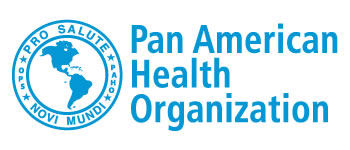 PRO SALUTE
OPS
PAHO
NOVI MUNDI
Pan American
Health
Organization